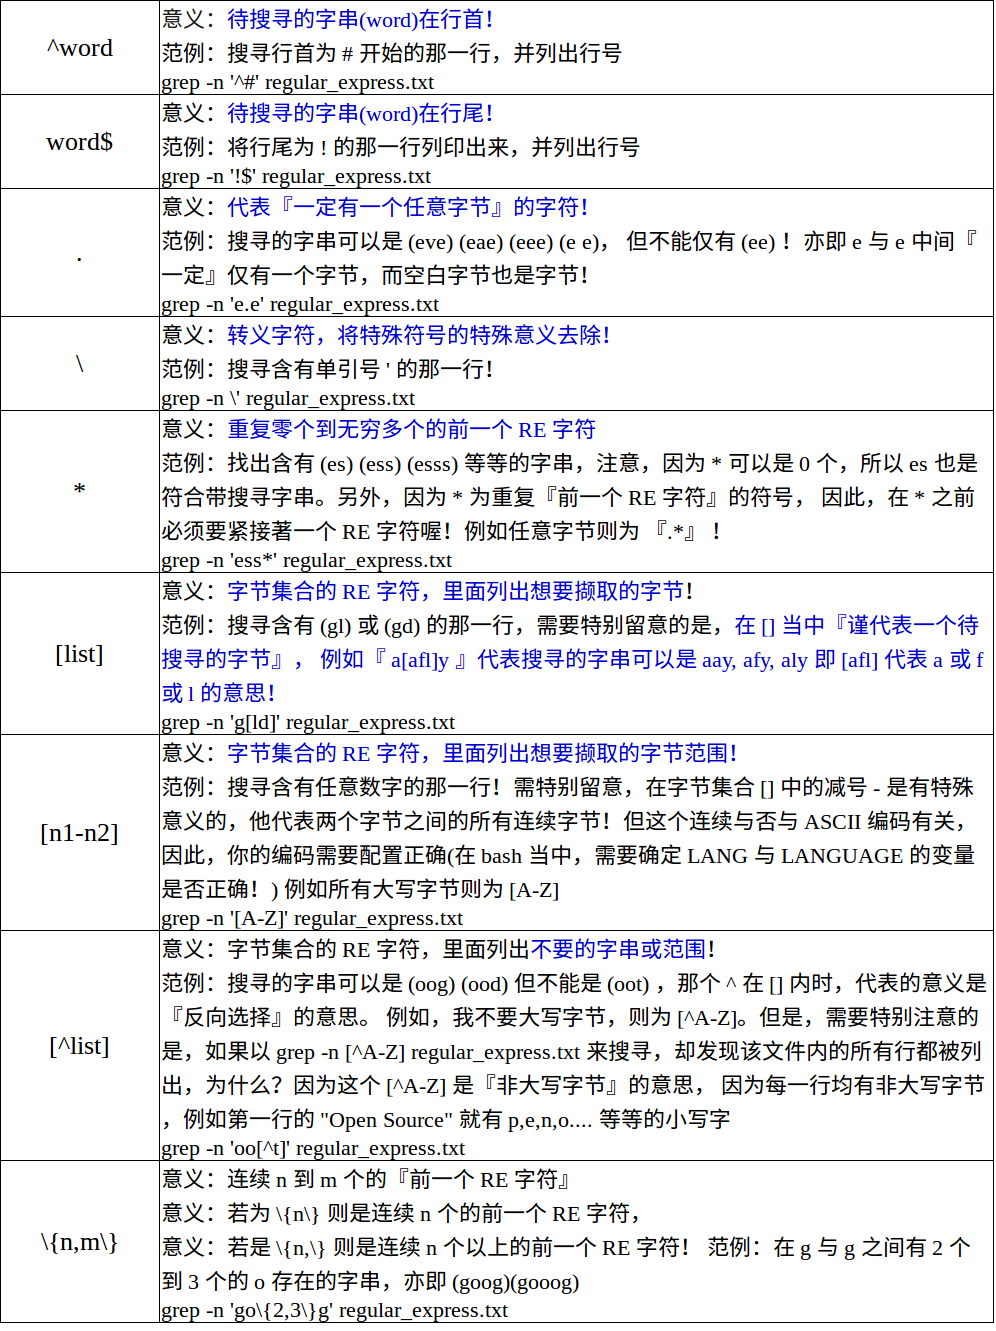 ^word
意义：待搜寻的字串(word)在行首！
范例：搜寻行首为 # 开始的那一行，并列出行号
grep -n '^#' regular_express.txt
word$
意义：待搜寻的字串(word)在行尾！
范例：将行尾为 ! 的那一行列印出来，并列出行号
grep -n '!$' regular_express.txt
.
意义：代表『一定有一个任意字节』的字符！
范例：搜寻的字串可以是 (eve) (eae) (eee) (e e)， 但不能仅有 (ee) ！亦即 e 与 e 中间『
一定』仅有一个字节，而空白字节也是字节！
grep -n 'e.e' regular_express.txt
\
意义：转义字符，将特殊符号的特殊意义去除！
范例：搜寻含有单引号 ' 的那一行！
grep -n \' regular_express.txt
*
意义：重复零个到无穷多个的前一个 RE 字符
范例：找出含有 (es) (ess) (esss) 等等的字串，注意，因为 * 可以是 0 个，所以 es 也是
符合带搜寻字串。另外，因为 * 为重复『前一个 RE 字符』的符号， 因此，在 * 之前
必须要紧接著一个 RE 字符喔！例如任意字节则为 『.*』 ！
grep -n 'ess*' regular_express.txt
[list]
意义：字节集合的 RE 字符，里面列出想要撷取的字节！
范例：搜寻含有 (gl) 或 (gd) 的那一行，需要特别留意的是，在 [] 当中『谨代表一个待
搜寻的字节』， 例如『 a[afl]y 』代表搜寻的字串可以是 aay, afy, aly 即 [afl] 代表 a 或 f
或 l 的意思！
grep -n 'g[ld]' regular_express.txt
[n1-n2]
意义：字节集合的 RE 字符，里面列出想要撷取的字节范围！
范例：搜寻含有任意数字的那一行！需特别留意，在字节集合 [] 中的减号 - 是有特殊
意义的，他代表两个字节之间的所有连续字节！但这个连续与否与 ASCII 编码有关，
因此，你的编码需要配置正确(在 bash 当中，需要确定 LANG 与 LANGUAGE 的变量
是否正确！) 例如所有大写字节则为 [A-Z]
grep -n '[A-Z]' regular_express.txt
[^list]
意义：字节集合的 RE 字符，里面列出不要的字串或范围！
范例：搜寻的字串可以是 (oog) (ood) 但不能是 (oot) ，那个 ^ 在 [] 内时，代表的意义是
『反向选择』的意思。 例如，我不要大写字节，则为 [^A-Z]。但是，需要特别注意的
是，如果以 grep -n [^A-Z] regular_express.txt 来搜寻，却发现该文件内的所有行都被列
出，为什么？因为这个 [^A-Z] 是『非大写字节』的意思， 因为每一行均有非大写字节
，例如第一行的 "Open Source" 就有 p,e,n,o.... 等等的小写字
grep -n 'oo[^t]' regular_express.txt
\{n,m\}
意义：连续 n 到 m 个的『前一个 RE 字符』
意义：若为 \{n\} 则是连续 n 个的前一个 RE 字符，
意义：若是 \{n,\} 则是连续 n 个以上的前一个 RE 字符！ 范例：在 g 与 g 之间有 2 个
到 3 个的 o 存在的字串，亦即 (goog)(gooog)
grep -n 'go\{2,3\}g' regular_express.txt